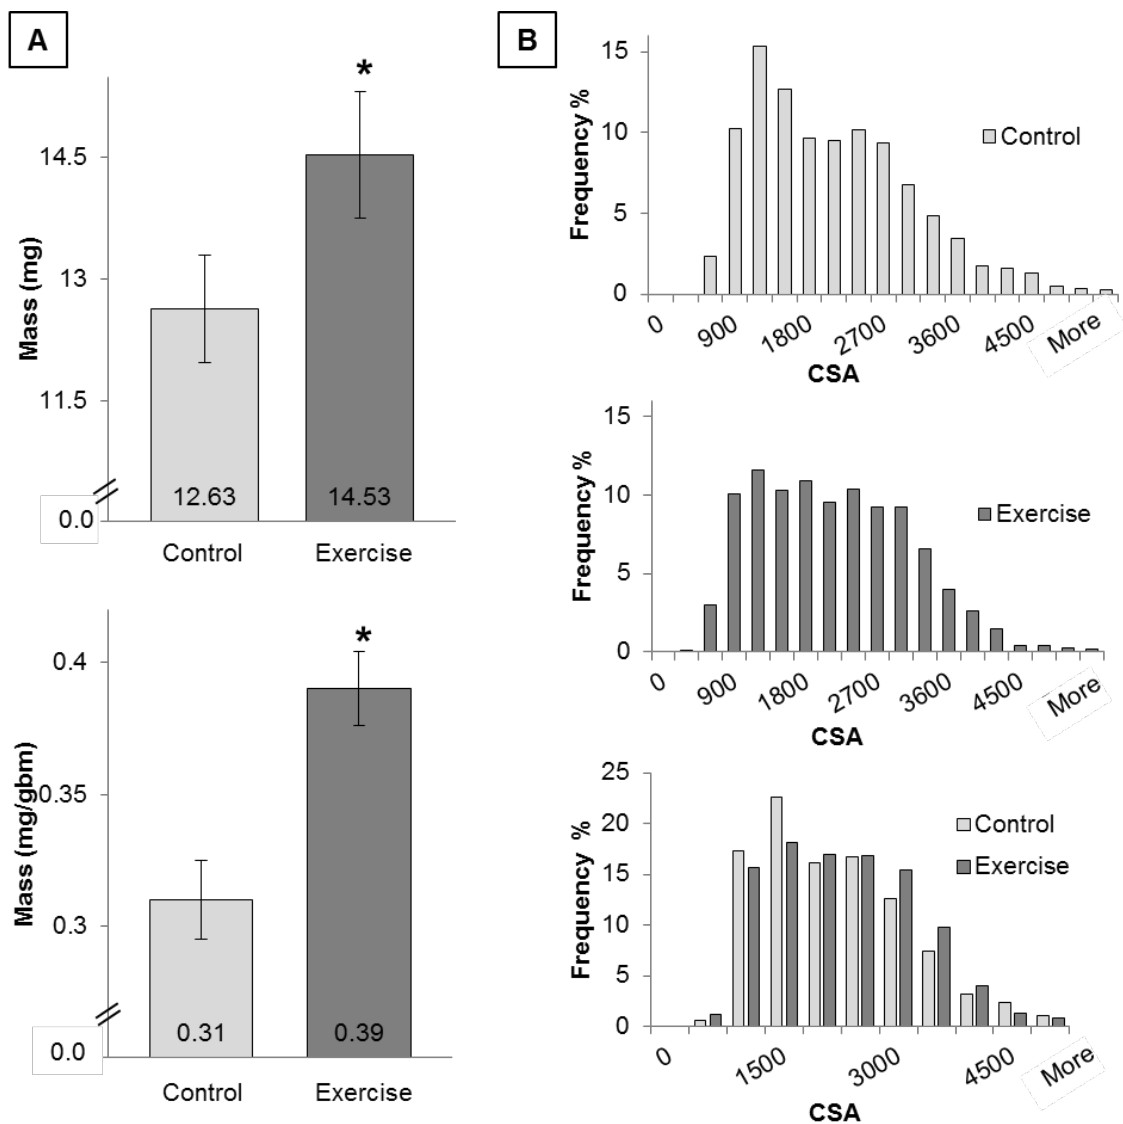 A
*
14.5
13
11.5
0.0
Mass (mg)
12.63
14.53
Control
Exercise
*
0.4
0.35
0.3
0.0
Mass (mg/gbm)
0.31
0.39
Control
Exercise
B
15
10
5
0
Frequency %
Control
0
900
1800
2700
3600
4500
More
CSA
15
10
5
0
Frequency %
Exercise
0
900
1800
2700
3600
4500
More
CSA
25
20
15
10
5
0
Frequency %
Control
Exercise
0
1500
3000
4500
More
CSA